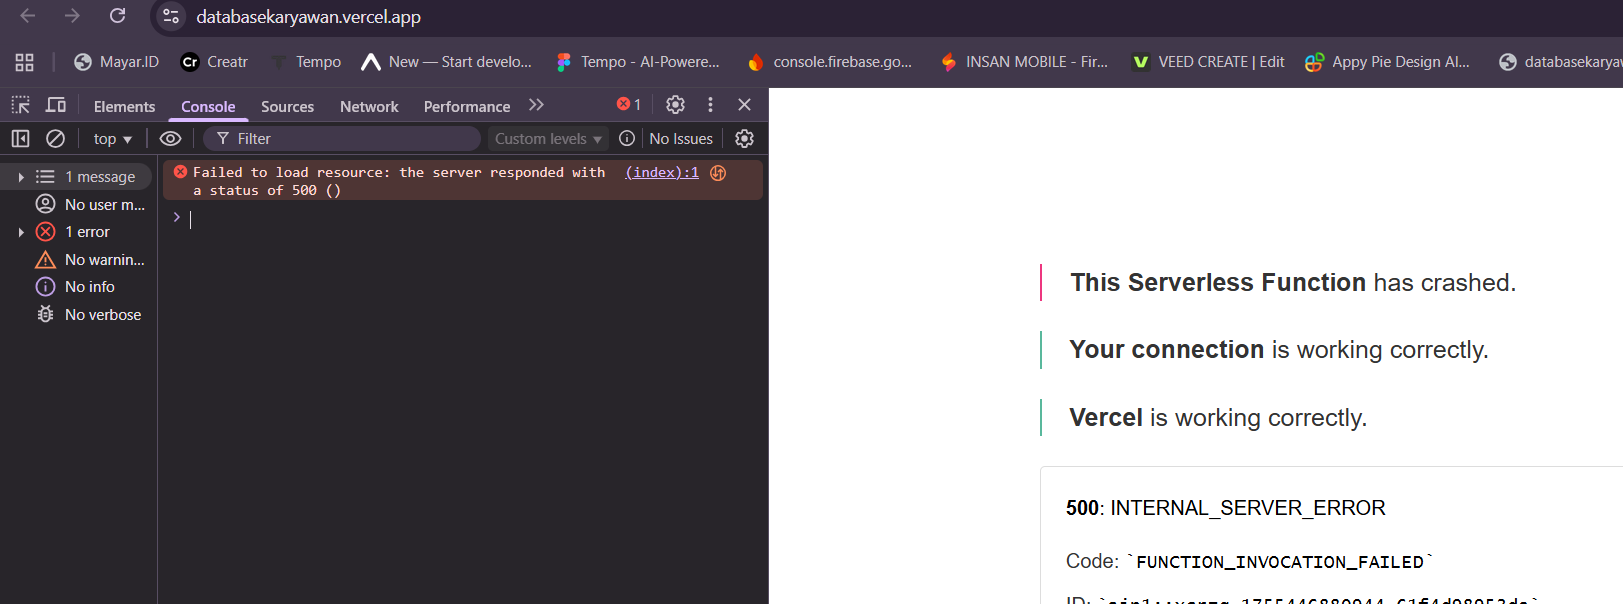 databasekaryawan.vercel.app
Mayar.ID
Cr Creatr
Tempo
New — Start develo...
Tempo - AI-Powere...
console.firebase.go...
INSAN MOBILE - Fir...
VEED CREATE | Edit
Appy Pie Design AI...
databasekaryaw
Elements Console Sources Network Performance 1
top Filter Custom levels No Issues
1 message
No user m...
1 error
No warnin...
No info
No verbose
Failed to load resource: the server responded with (index):1
a status of 500 ()
This Serverless Function has crashed.
Your connection is working correctly.
Vercel is working correctly.
500: INTERNAL_SERVER_ERROR
Code: `FUNCTION_INVOCATION_FAILED`
ID: